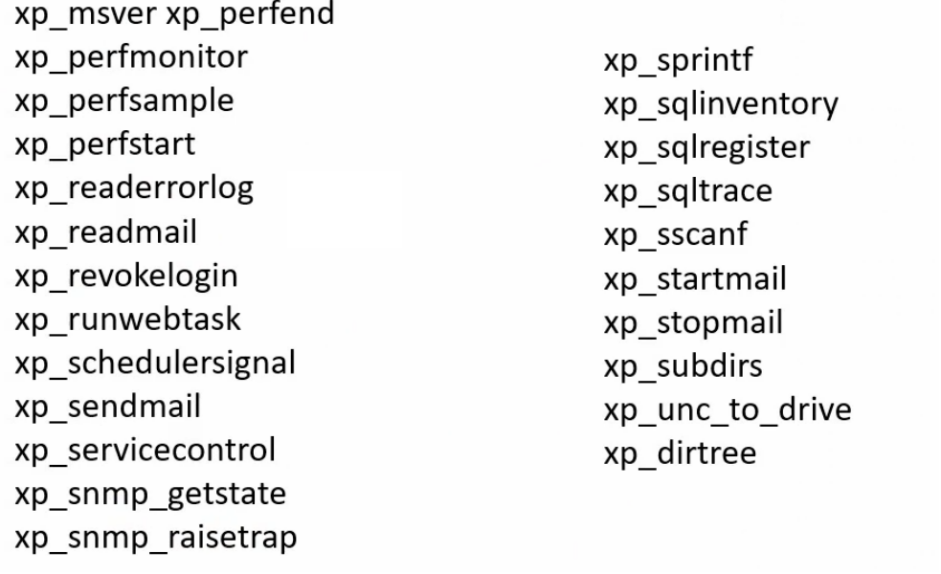 xp_msver xp_perfend
xp_perfmonitor
xp_perfsample
xp_perfstart
xp_readerrorlog
xp_readmail
xp_revokelogin
xp_runwebtask
xp_schedulersignal
xp_sendmail
xp_servicecontrol
xp_snmp_getstate
xp_snmp_raisetrap
xp_sprintf
xp_sqlinventory
xp_sqlregister
xp_sqltrace
xp_sscanf
xp_startmail
xp_stopmail
xp_subdirs
xp_unc_to_drive
xp_dirtree